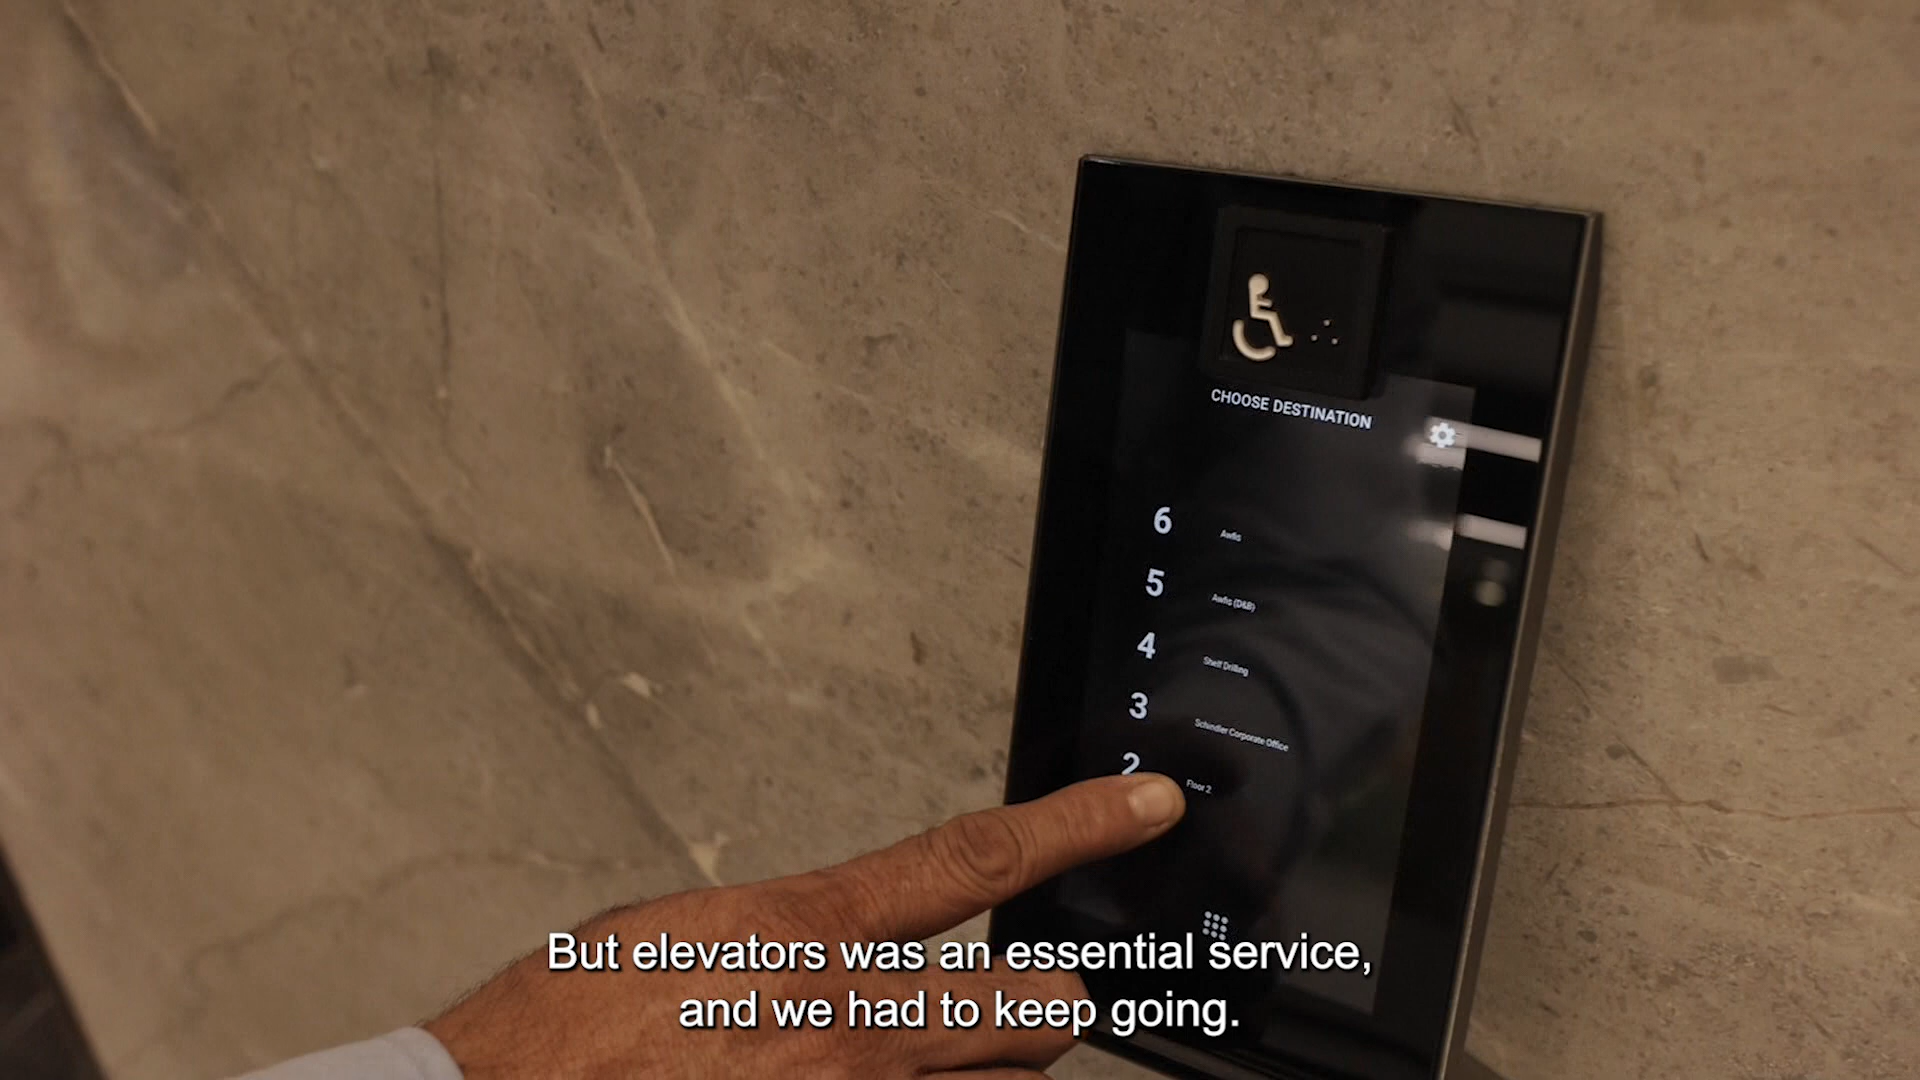 CHOOSE DESTINATION
6 Awfis
5 Awfis (D&B)
4 Shelf Drilling
3 Schindler Corporate Office
2 Floor 2
But elevators was an essential service,
and we had to keep going.